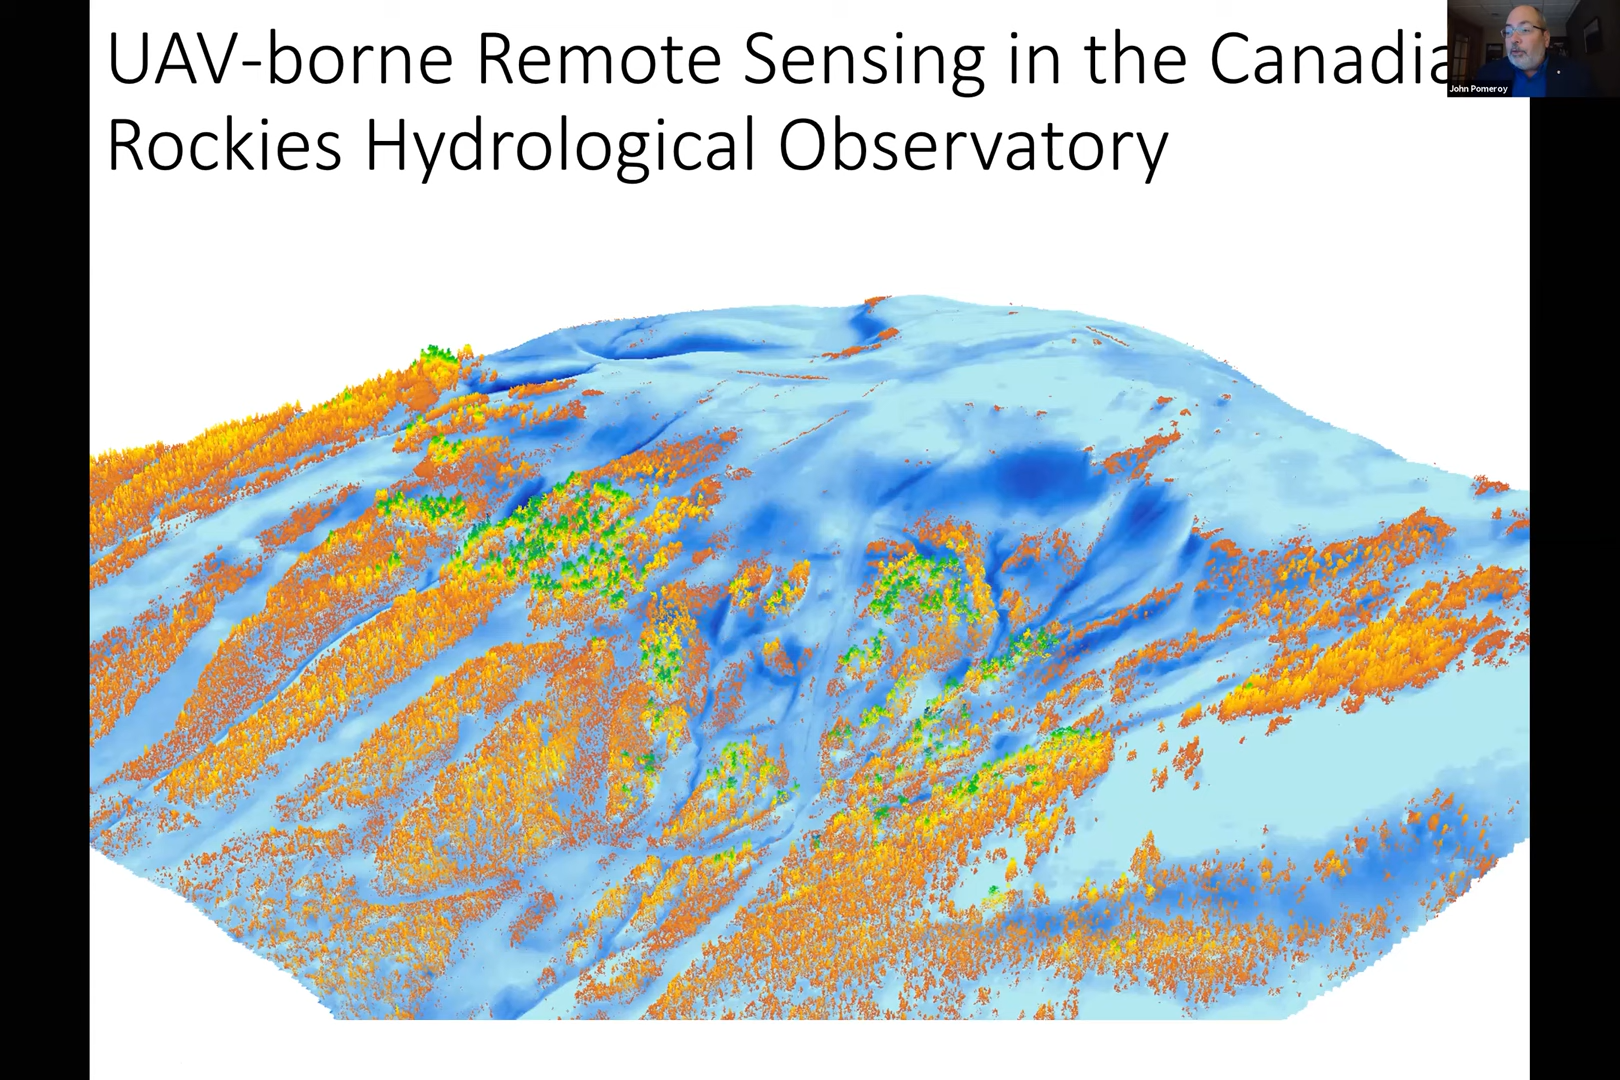 UAV-borne Remote Sensing in the Canadia
Rockies Hydrological Observatory
John Pomeroy